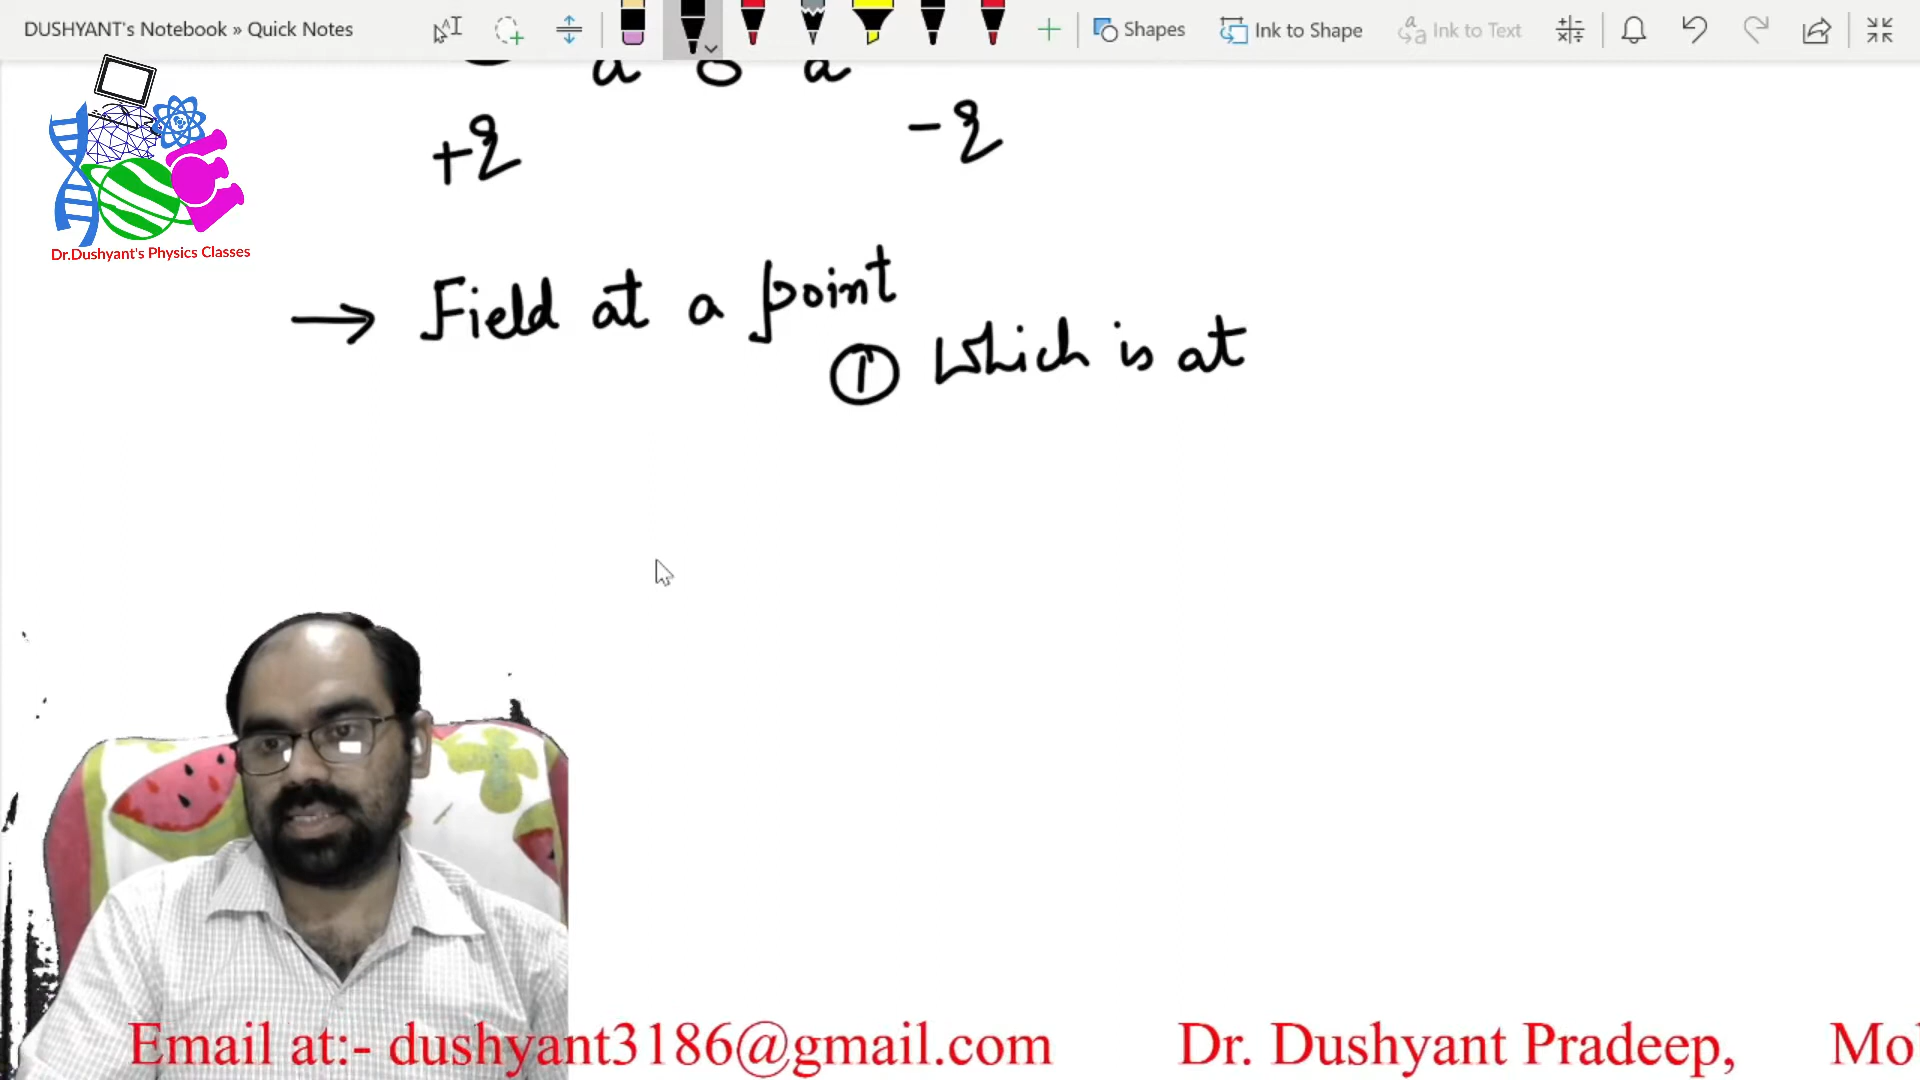 DUSHYANT's Notebook » Quick Notes
Shapes
Ink to Shape
Ink to Text
a o a
+q
-q
Dr.Dushyant's Physics Classes
→ Field at a point
① Which is at
Email at:- dushyant3186@gmail.com Dr. Dushyant Pradeep,